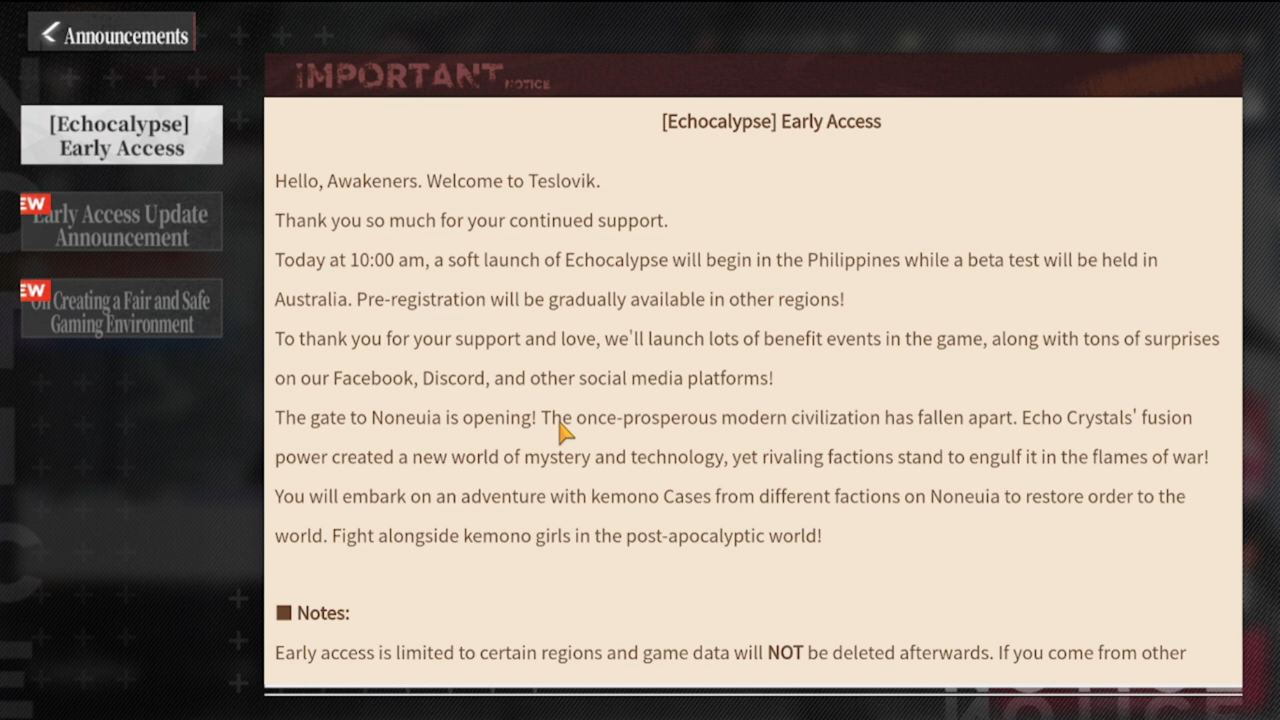 Announcements
IMPORTANT NOTICE
[Echocalypse]
Early Access
EW
Early Access Update
Announcement
EW
On Creating a Fair and Safe
Gaming Environment
[Echocalypse] Early Access
Hello, Awakeners. Welcome to Teslovik.
Thank you so much for your continued support.
Today at 10:00 am, a soft launch of Echocalypse will begin in the Philippines while a beta test will be held in
Australia. Pre-registration will be gradually available in other regions!
To thank you for your support and love, we'll launch lots of benefit events in the game, along with tons of surprises
on our Facebook, Discord, and other social media platforms!
The gate to Noneuia is opening! The once-prosperous modern civilization has fallen apart. Echo Crystals' fusion
power created a new world of mystery and technology, yet rivaling factions stand to engulf it in the flames of war!
You will embark on an adventure with kemono Cases from different factions on Noneuia to restore order to the
world. Fight alongside kemono girls in the post-apocalyptic world!
■ Notes:
Early access is limited to certain regions and game data will NOT be deleted afterwards. If you come from other